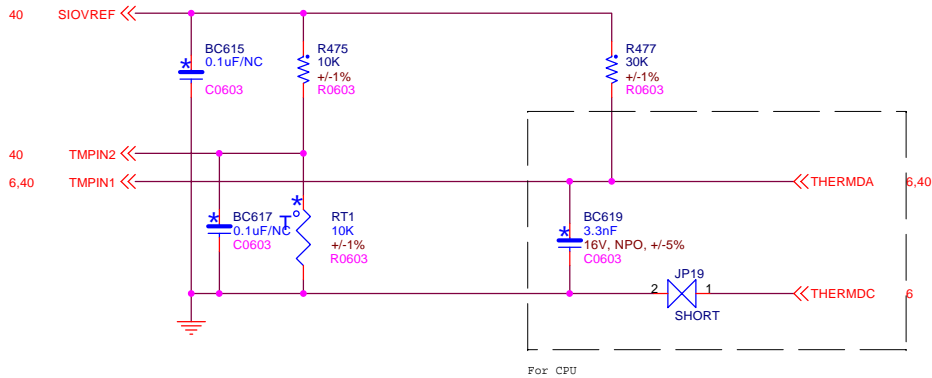 40 SIOVREF
BC615
0.1uF/NC
C0603
R475
10K
+/-1%
R0603
R477
30K
+/-1%
R0603
40 TMPIN2
6,40 TMPIN1
THERMDA 6,40
BC617
0.1uF/NC
C0603
T°
RT1
10K
+/-1%
R0603
BC619
3.3nF
16V, NPO, +/-5%
C0603
JP19
2 1
SHORT
THERMDC 6
For CPU